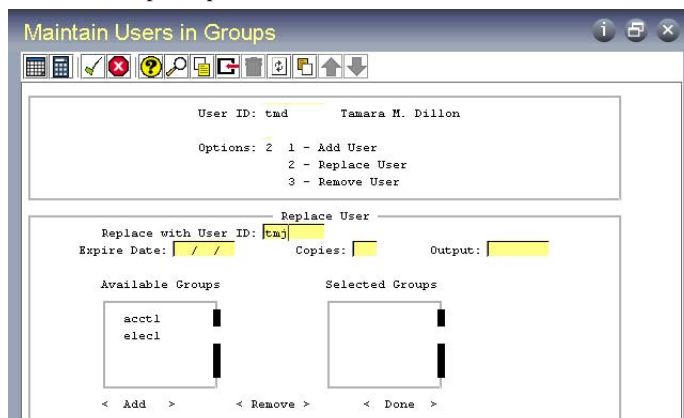 Maintain Users in Groups
User ID: tmd Tamara M. Dillon
Options: 2 1 - Add User
2 - Replace User
3 - Remove User
Replace User
Replace with User ID: tmj
Expire Date: / / Copies: Output:
Available Groups Selected Groups
acctl
elecl
< Add > < Remove > < Done >